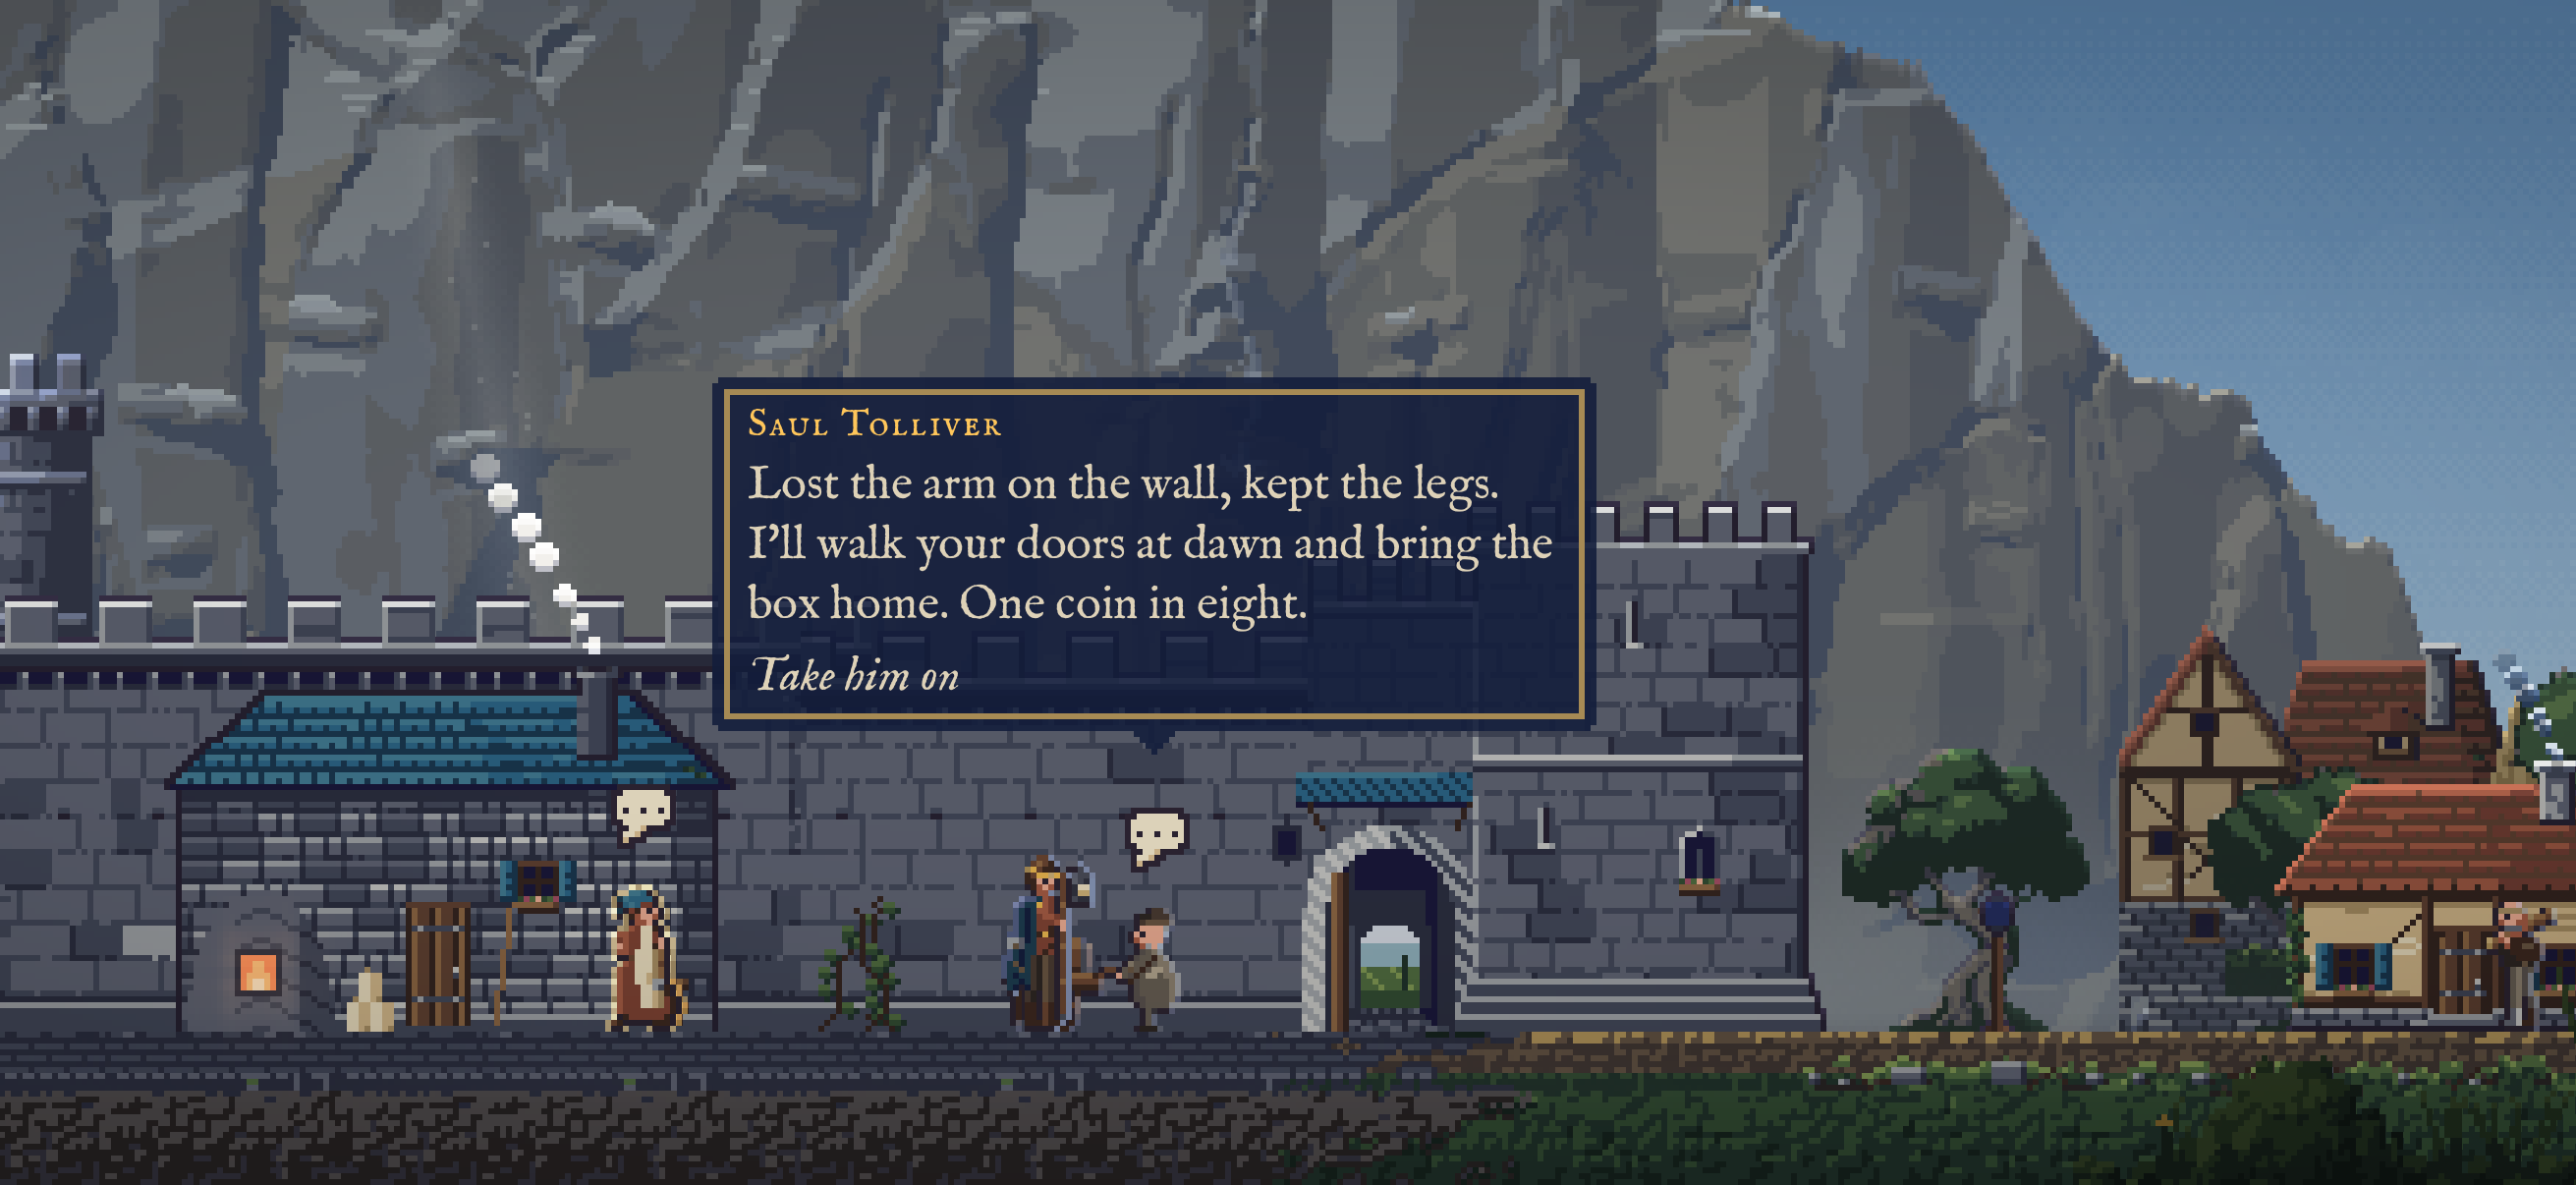 Saul Tolliver
Lost the arm on the wall, kept the legs.
I'll walk your doors at dawn and bring the
box home. One coin in eight.
Take him on